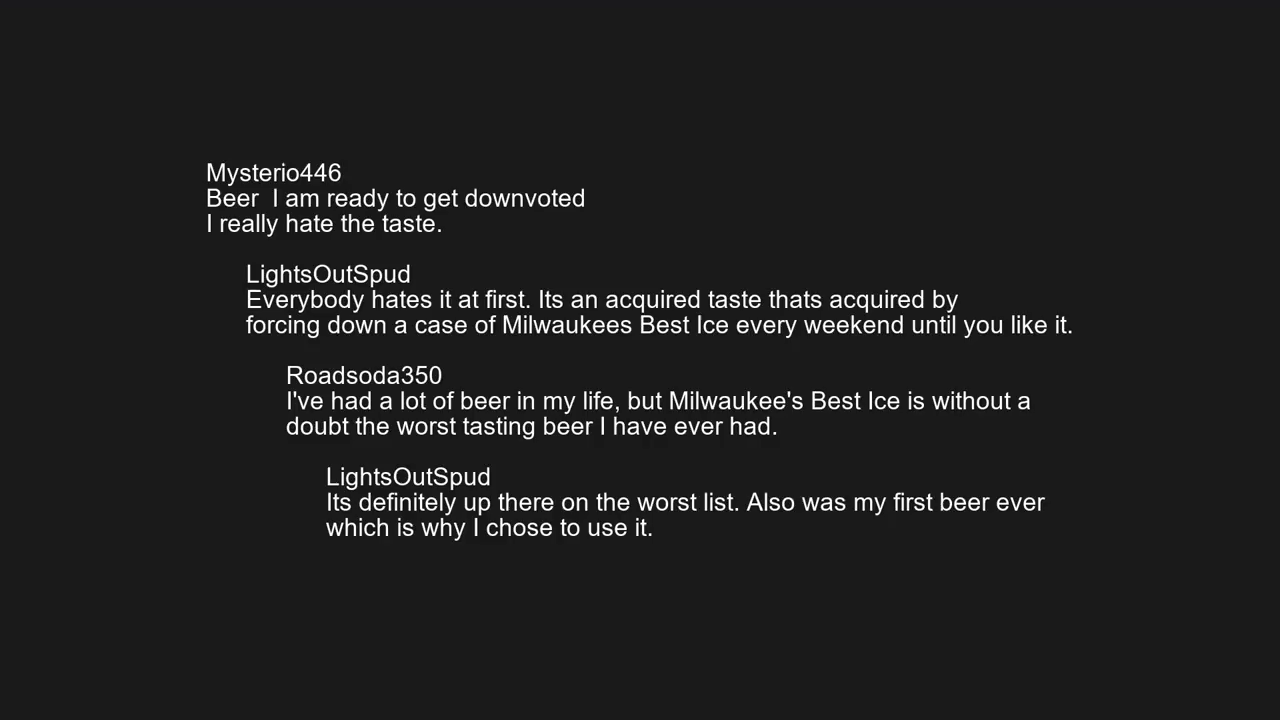 Mysterio446
Beer  I am ready to get downvoted
I really hate the taste.
LightsOutSpud
Everybody hates it at first. Its an acquired taste thats acquired by
forcing down a case of Milwaukees Best Ice every weekend until you like it.
Roadsoda350
I've had a lot of beer in my life, but Milwaukee's Best Ice is without a
doubt the worst tasting beer I have ever had.
LightsOutSpud
Its definitely up there on the worst list. Also was my first beer ever
which is why I chose to use it.